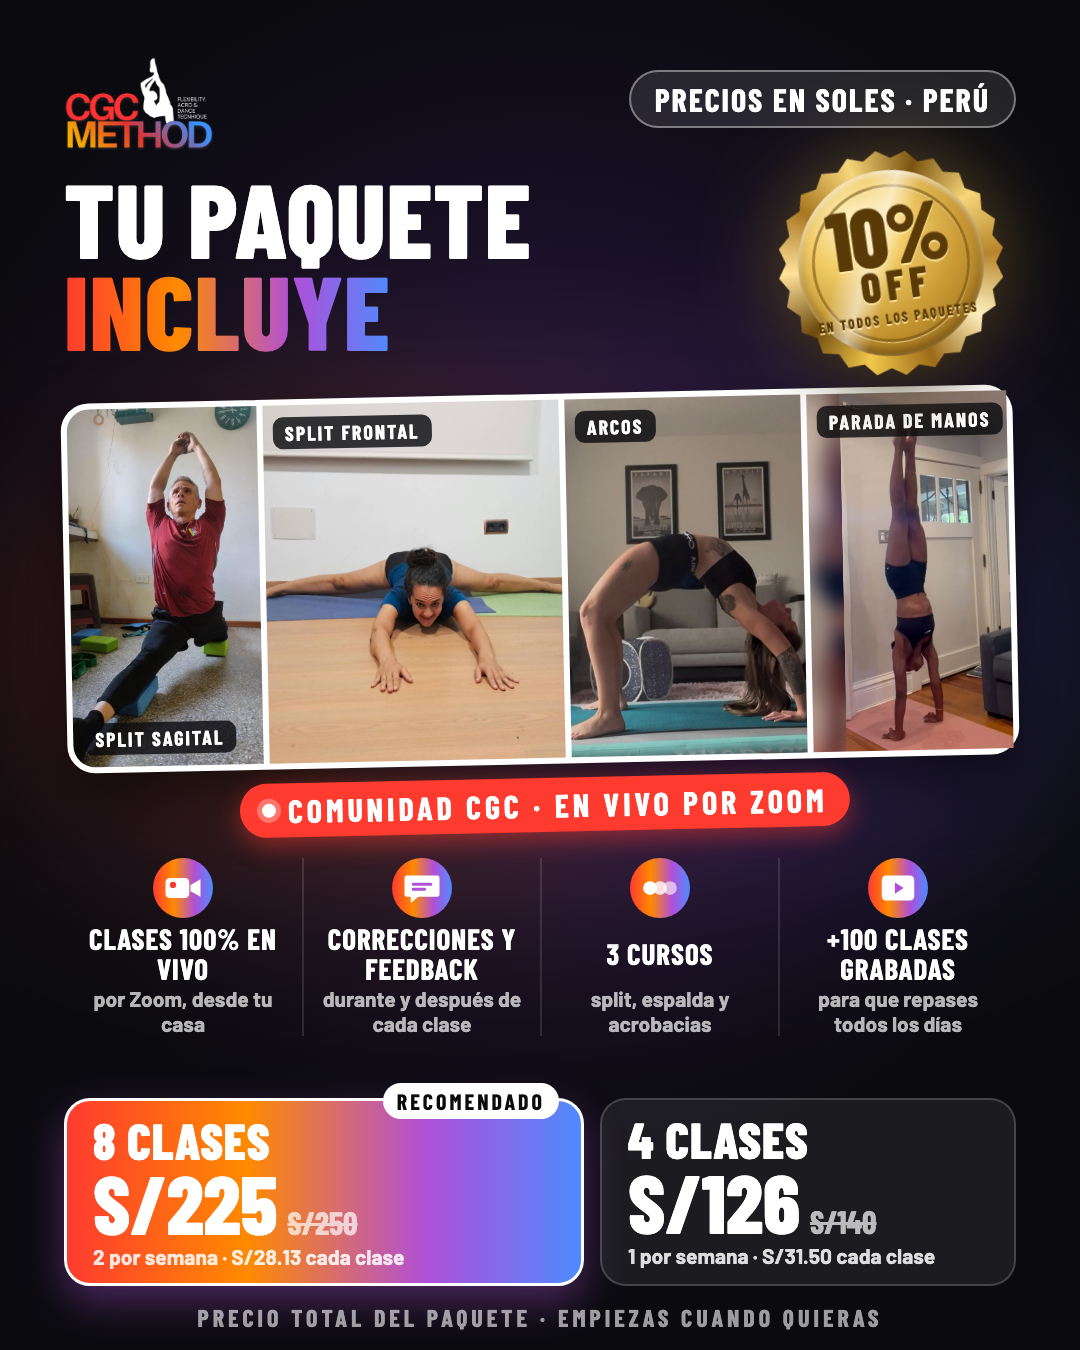 CGC
METHOD
FLEXIBILITY,
ACRO &
DANCE
TECNHIQUE
PRECIOS EN SOLES · PERÚ
TU PAQUETE
INCLUYE
10%
OFF
EN TODOS LOS PAQUETES
SPLIT SAGITAL
SPLIT FRONTAL
ARCOS
PARADA DE MANOS
COMUNIDAD CGC · EN VIVO POR ZOOM
CLASES 100% EN
VIVO
por Zoom, desde tu
casa
CORRECCIONES Y
FEEDBACK
durante y después de
cada clase
3 CURSOS
split, espalda y
acrobacias
+100 CLASES
GRABADAS
para que repases
todos los días
RECOMENDADO
8 CLASES
S/225 S/250
2 por semana · S/28.13 cada clase
4 CLASES
S/126 S/140
1 por semana · S/31.50 cada clase
PRECIO TOTAL DEL PAQUETE · EMPIEZAS CUANDO QUIERAS